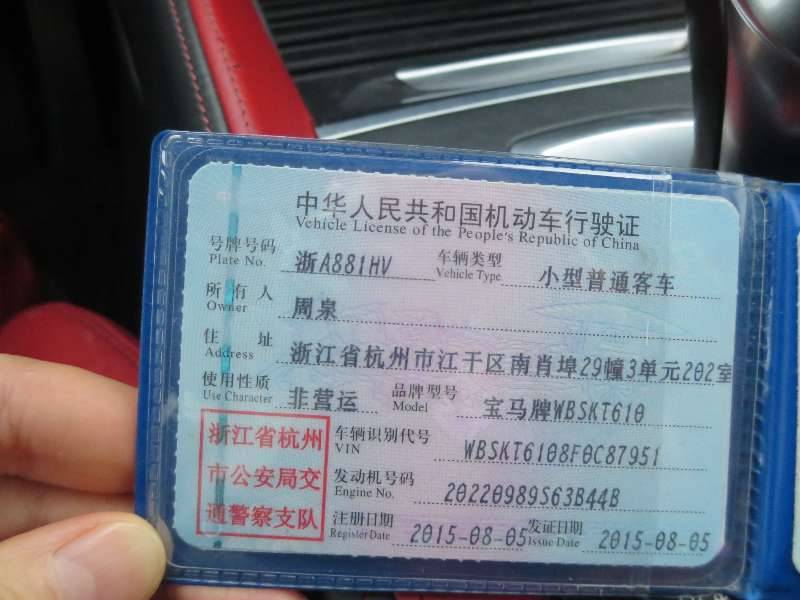 中华人民共和国机动车行驶证
Vehicle License of the People's Republic of China
号牌号码 浙A881HV 车辆类型 小型普通客车
Plate No. Vehicle Type
所有人 周泉
Owner
住址 浙江省杭州市江干区南肖埠29幢3单元202室
Address
使用性质 非营运 品牌型号 宝马牌WBSKT610
Use Character Model
浙江省杭州
市公安局交
通警察支队
车辆识别代号 WBSKT6108F0C87951
VIN
发动机号码 20220989S63B44B
Engine No.
注册日期 2015-08-05 发证日期 2015-08-05
Register Date Issue Date